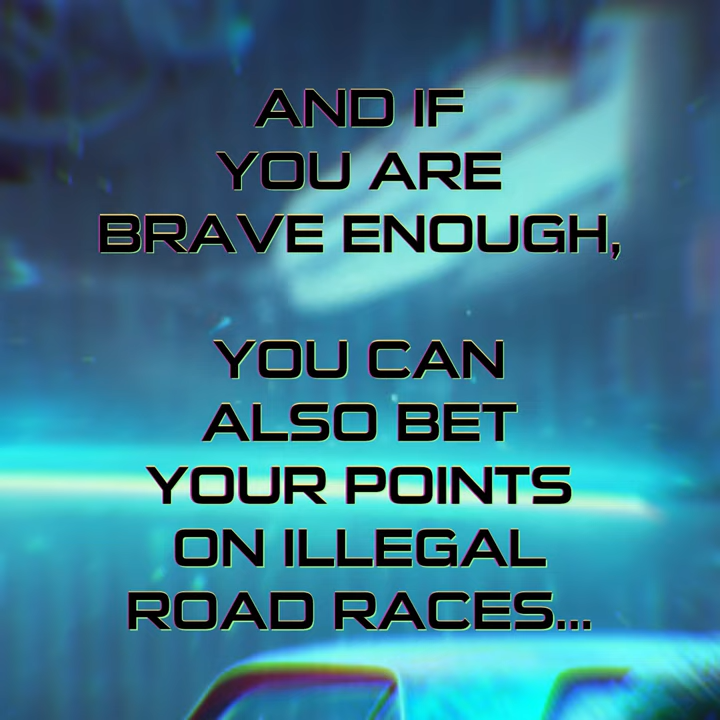 AND IF
YOU ARE
BRAVE ENOUGH,
YOU CAN
ALSO BET
YOUR POINTS
ON ILLEGAL
ROAD RACES...